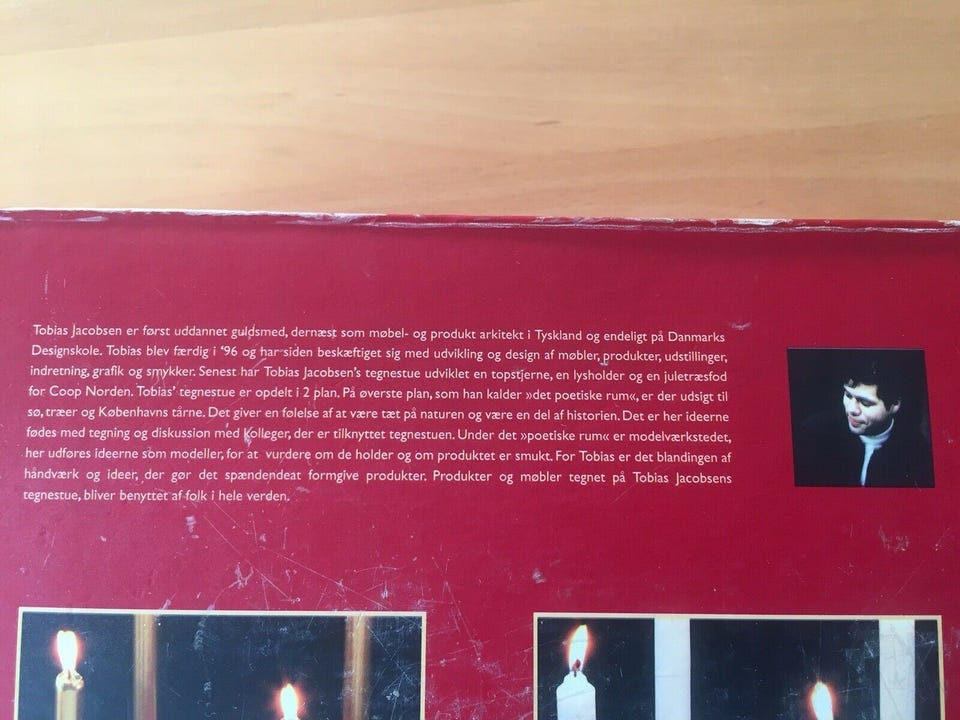 Tobias Jacobsen er først uddannet guldsmed, dernæst som møbel- og produkt arkitekt i Tyskland og endeligt på Danmarks
Designskole. Tobias blev færdig i ‘96 og har siden beskæftiget sig med udvikling og design af møbler, produkter, udstillinger,
indretning, grafik og smykker. Senest har Tobias Jacobsen’s tegnestue udviklet en topstjerne, en lysholder og en juletræsfod
for Coop Norden. Tobias’ tegnestue er opdelt i 2 plan. På øverste plan, som han kalder »det poetiske rum«, er der udsigt til
sø, træer og Københavns tårne. Det giver en følelse af at være tæt på naturen og være en del af historien. Det er her ideerne
fødes med tegning og diskussion med kolleger, der er tilknyttet tegnestuen. Under det »poetiske rum« er modelværkstedet,
her udføres ideerne som modeller, for at vurdere om de holder og om produktet er smukt. For Tobias er det blandingen af
håndværk og ideer, der gør det spændendeat formgive produkter. Produkter og møbler tegnet på Tobias Jacobsens
tegnestue, bliver benyttet af folk i hele verden.